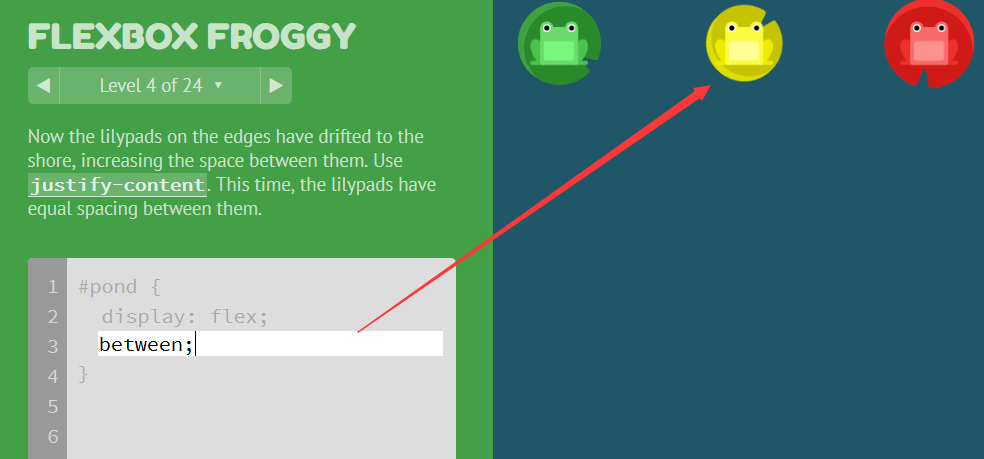 FLEXBOX FROGGY
◀ Level 4 of 24 ▼ ▶
Now the lilypads on the edges have drifted to the
shore, increasing the space between them. Use
justify-content. This time, the lilypads have
equal spacing between them.
1 #pond {
2 display: flex;
3 between;
4 }
5
6